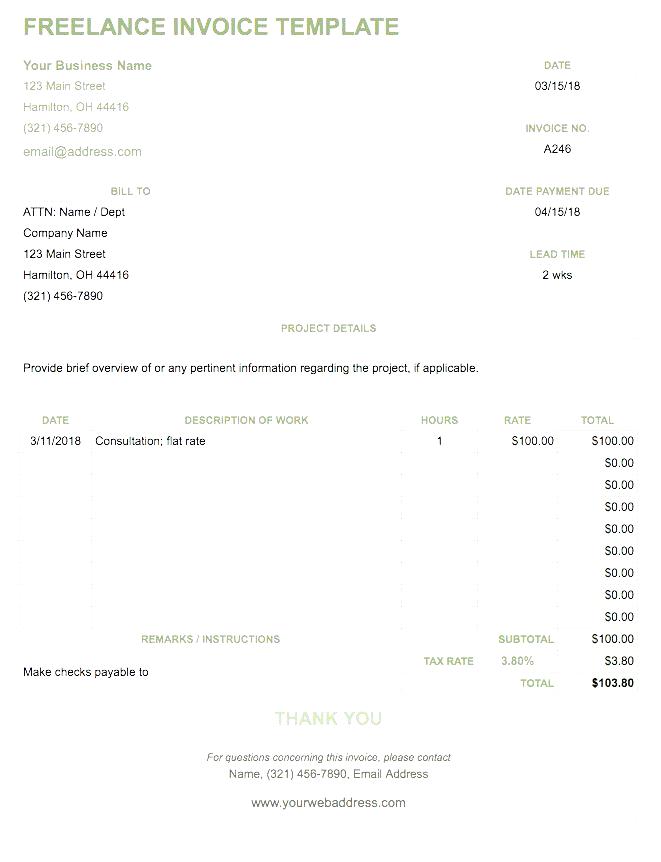 FREELANCE INVOICE TEMPLATE
Your Business Name
123 Main Street
Hamilton, OH 44416
(321) 456-7890
email@address.com
DATE
03/15/18
INVOICE NO.
A246
BILL TO
ATTN: Name / Dept
Company Name
123 Main Street
Hamilton, OH 44416
(321) 456-7890
DATE PAYMENT DUE
04/15/18
LEAD TIME
2 wks
PROJECT DETAILS
Provide brief overview of or any pertinent information regarding the project, if applicable.
DATE DESCRIPTION OF WORK HOURS RATE TOTAL
3/11/2018 Consultation; flat rate 1 $100.00 $100.00
$0.00
$0.00
$0.00
$0.00
$0.00
$0.00
$0.00
$0.00
REMARKS / INSTRUCTIONS SUBTOTAL $100.00
TAX RATE 3.80% $3.80
Make checks payable to
TOTAL $103.80
THANK YOU
For questions concerning this invoice, please contact
Name, (321) 456-7890, Email Address
www.yourwebaddress.com